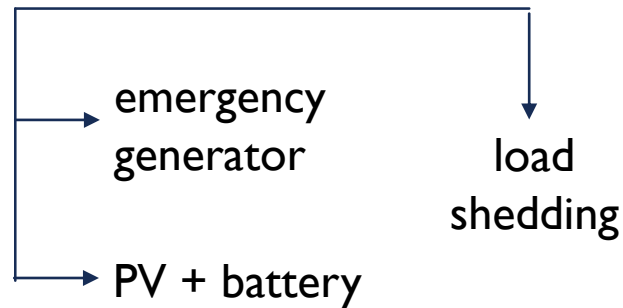 emergency
generator
load
shedding
PV + battery